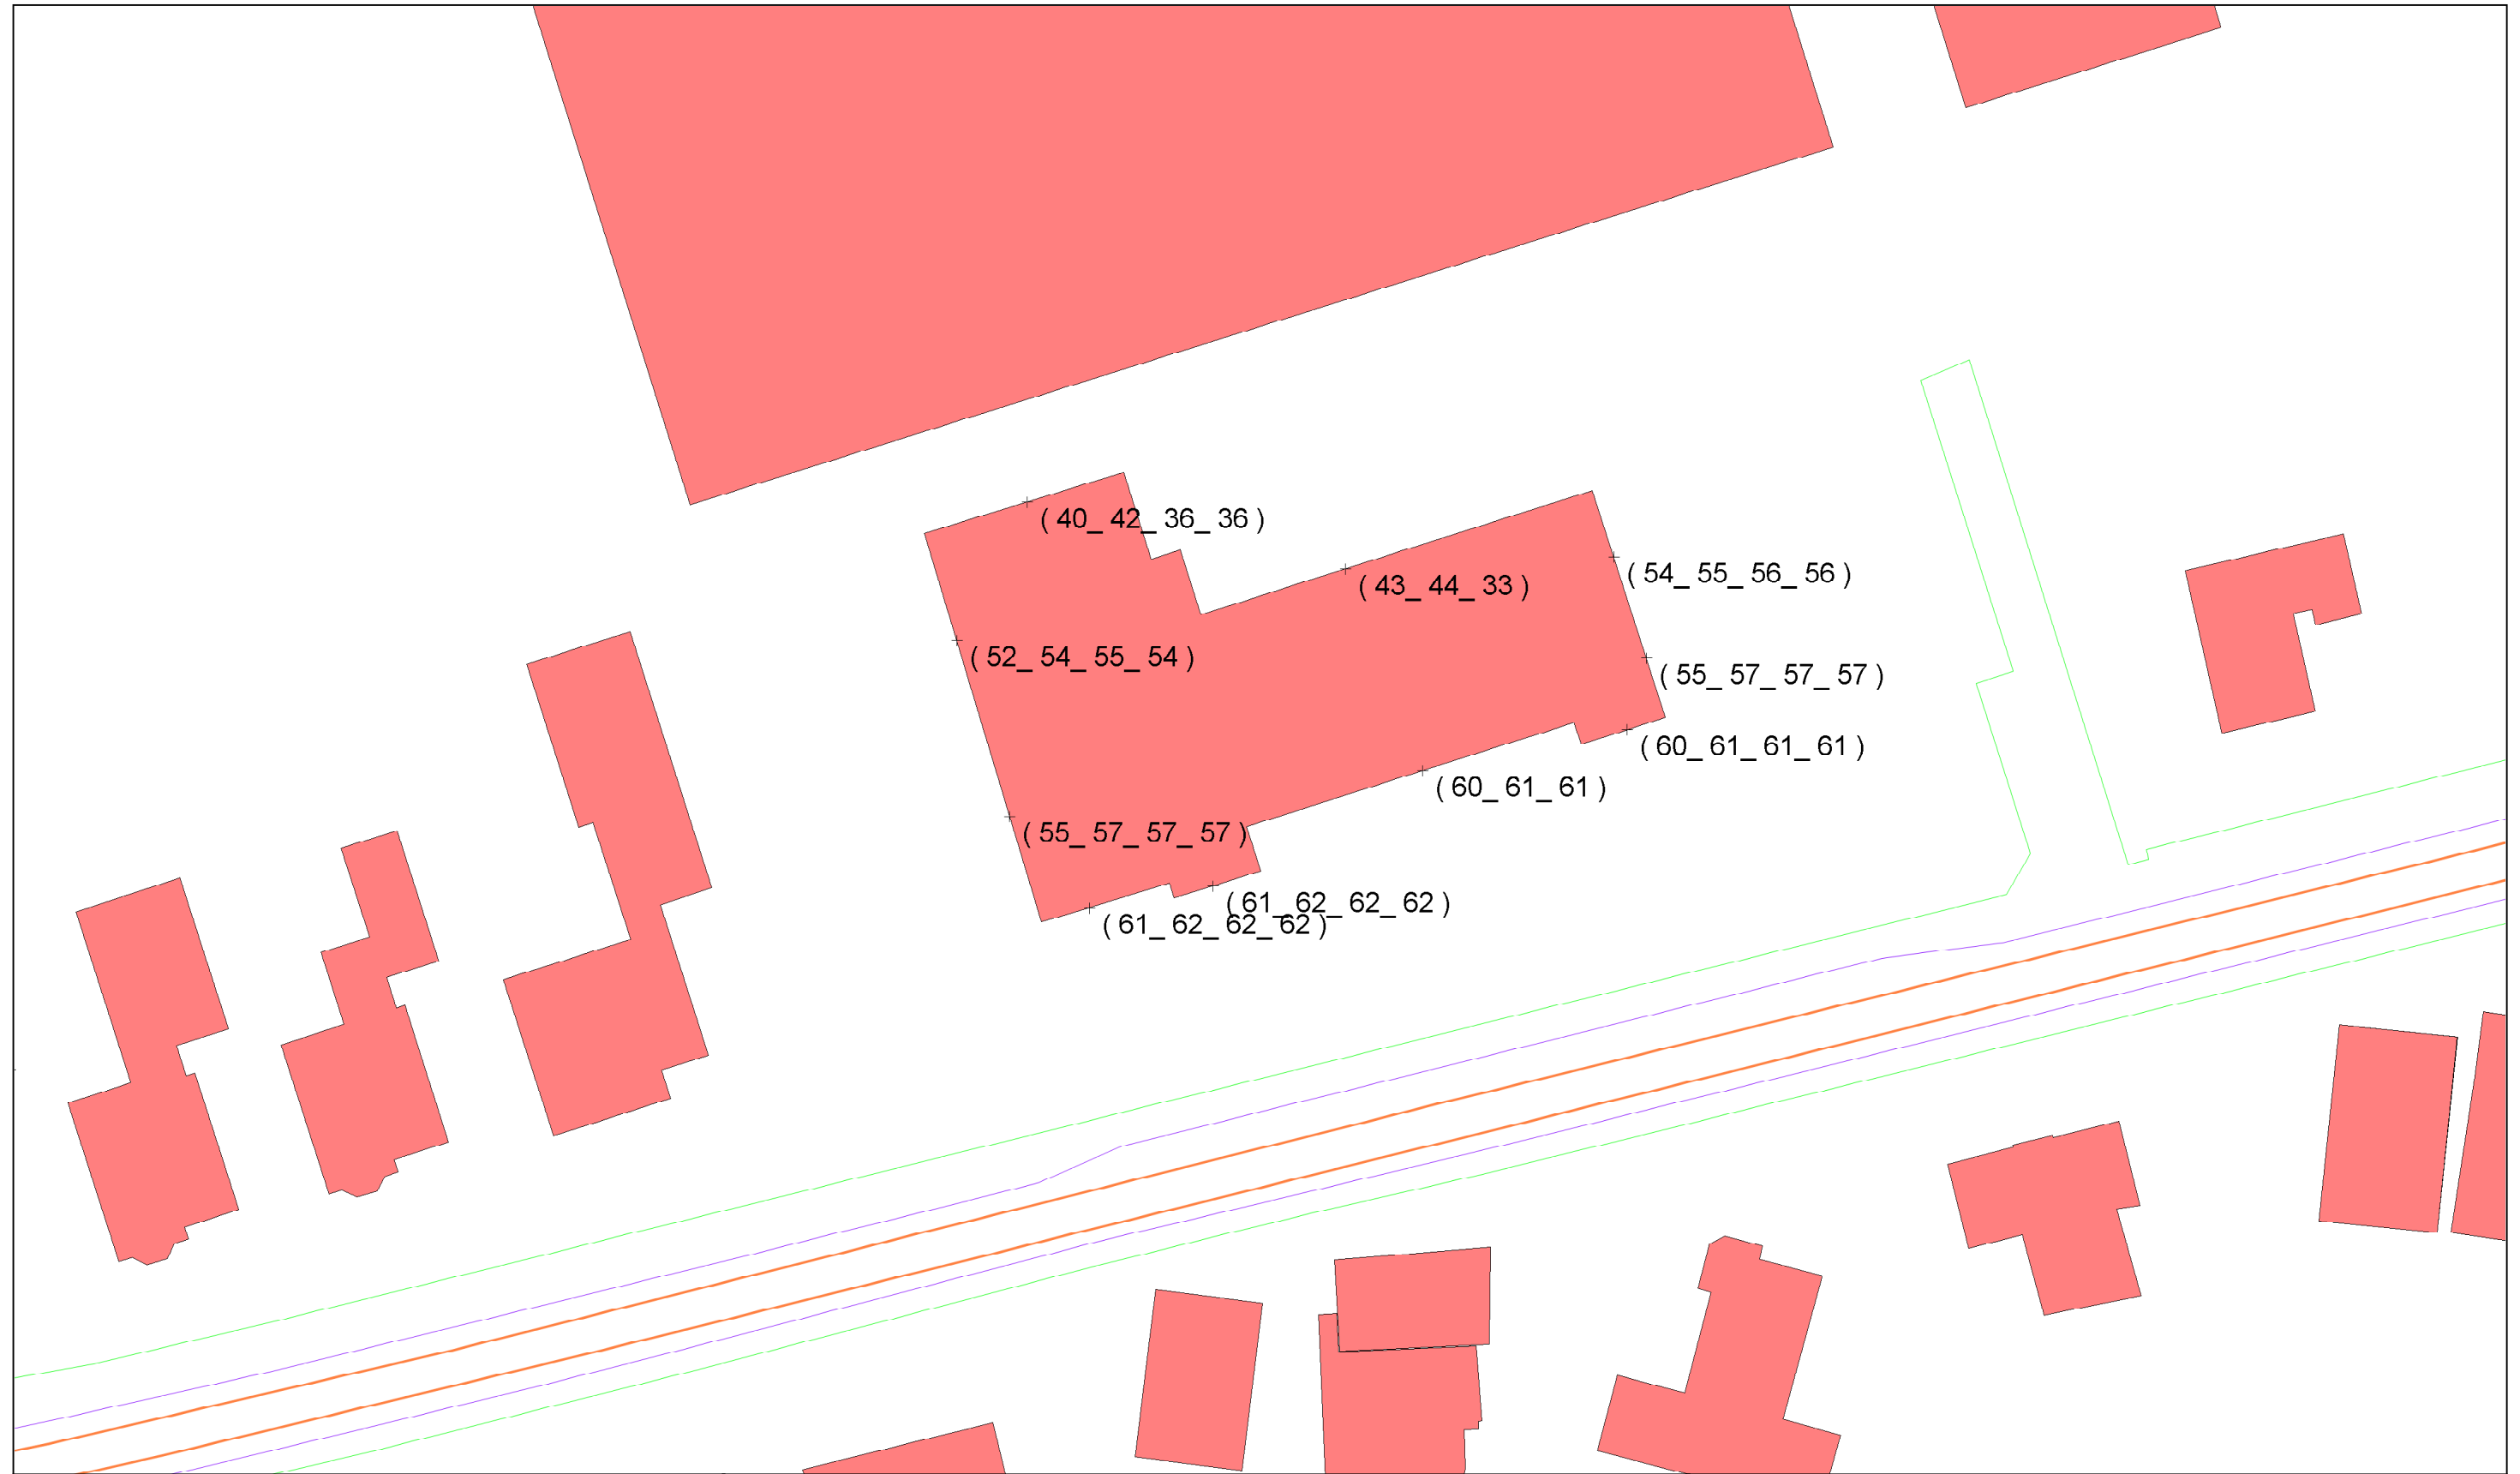 ( 40_ 42_ 36_ 36 )
( 54_ 55_ 56_ 56 )
( 43_ 44_ 33 )
( 52_ 54_ 55_ 54 )
( 55_ 57_ 57_ 57 )
( 60_ 61_ 61_ 61 )
( 60_ 61_ 61 )
( 55_ 57_ 57_ 57 )
( 61_ 62_ 62_ 62 )
( 61_ 62_ 62_ 62 )